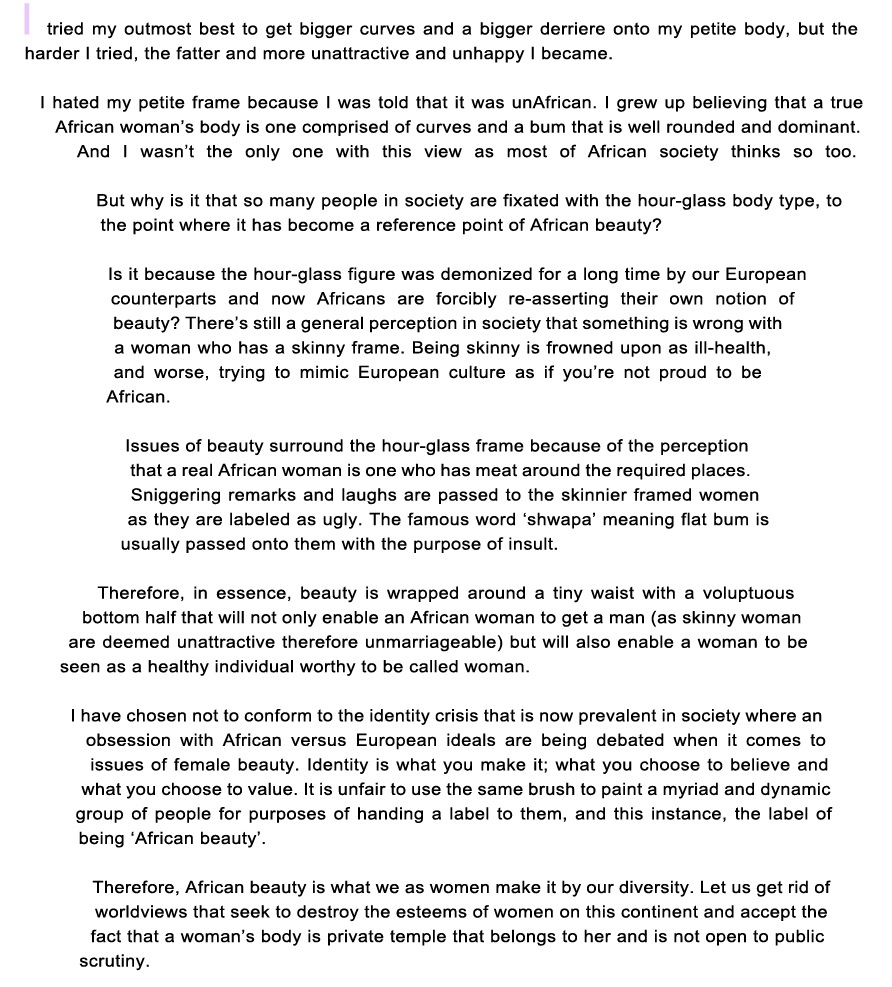 I tried my outmost best to get bigger curves and a bigger derriere onto my petite body, but the
harder I tried, the fatter and more unattractive and unhappy I became.
I hated my petite frame because I was told that it was unAfrican. I grew up believing that a true
African woman's body is one comprised of curves and a bum that is well rounded and dominant.
And I wasn't the only one with this view as most of African society thinks so too.
But why is it that so many people in society are fixated with the hour-glass body type, to
the point where it has become a reference point of African beauty?
Is it because the hour-glass figure was demonized for a long time by our European
counterparts and now Africans are forcibly re-asserting their own notion of
beauty? There's still a general perception in society that something is wrong with
a woman who has a skinny frame. Being skinny is frowned upon as ill-health,
and worse, trying to mimic European culture as if you're not proud to be
African.
Issues of beauty surround the hour-glass frame because of the perception
that a real African woman is one who has meat around the required places.
Sniggering remarks and laughs are passed to the skinnier framed women
as they are labeled as ugly. The famous word 'shwapa' meaning flat bum is
usually passed onto them with the purpose of insult.
Therefore, in essence, beauty is wrapped around a tiny waist with a voluptuous
bottom half that will not only enable an African woman to get a man (as skinny woman
are deemed unattractive therefore unmarriageable) but will also enable a woman to be
seen as a healthy individual worthy to be called woman.
I have chosen not to conform to the identity crisis that is now prevalent in society where an
obsession with African versus European ideals are being debated when it comes to
issues of female beauty. Identity is what you make it; what you choose to believe and
what you choose to value. It is unfair to use the same brush to paint a myriad and dynamic
group of people for purposes of handing a label to them, and this instance, the label of
being 'African beauty'.
Therefore, African beauty is what we as women make it by our diversity. Let us get rid of
worldviews that seek to destroy the esteems of women on this continent and accept the
fact that a woman's body is private temple that belongs to her and is not open to public
scrutiny.